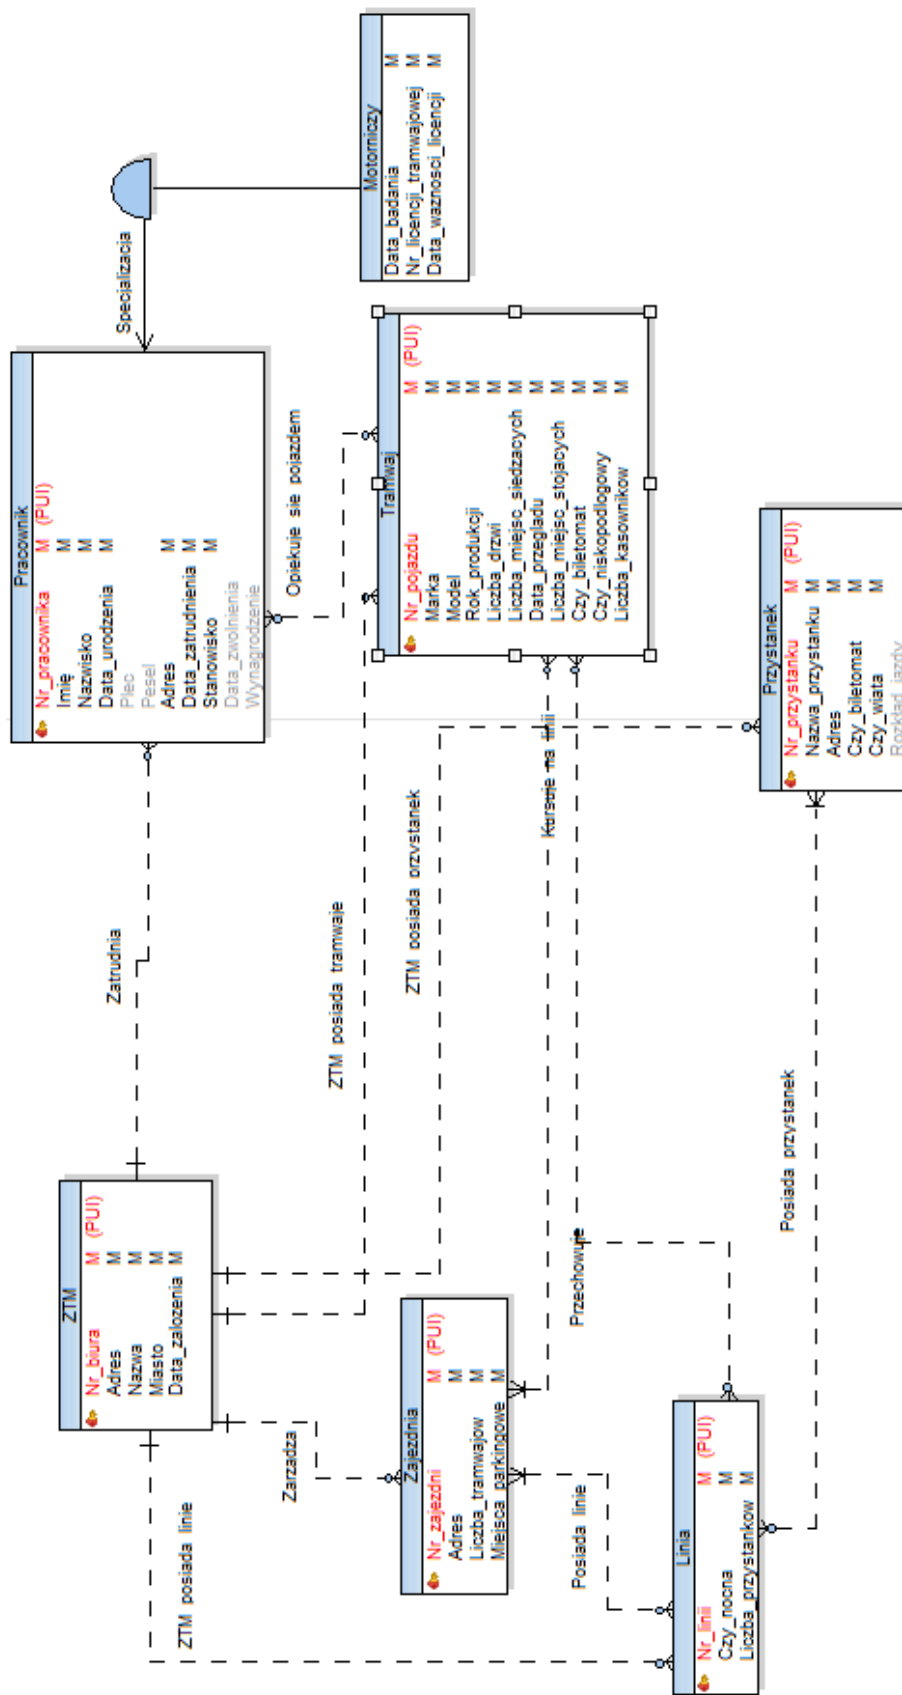 ZTM
Nr_biura M (PUI)
Adres M
Nazwa M
Miasto M
Data_zalozenia M
Zatrudnia
Pracownik
Nr_pracownika M (PUI)
Imię M
Nazwisko M
Data_urodzenia M
Plec
Pesel
Adres M
Data_zatrudnienia M
Stanowisko M
Data_zwolnienia
Wynagrodzenie
Specjalizacja
Motorniczy
Data_badania M
Nr_licencji_tramwajowej M
Data_waznosci_licencji M
Opiekuje sie pojazdem
ZTM posiada tramwaje
ZTM posiada przystanek
ZTM posiada linie
Zarzadza
Zajezdnia
Nr_zajezdni M (PUI)
Adres M
Liczba_tramwajow M
Miejsca_parkingowe M
Tramwaj
Nr_pojazdu M (PUI)
Marka M
Model M
Rok_produkcji M
Liczba_drzwi M
Liczba_miejsc_siedzacych M
Data_przegladu M
Liczba_miejsc_stojacych M
Czy_biletomat M
Czy_niskopodlogowy M
Liczba_kasownikow M
Kursuje na linii
Przechowuje
Posiada linie
Linia
Nr_linii M (PUI)
Czy_nocna M
Liczba_przystankow M
Posiada przystanek
Przystanek
Nr_przystanku M (PUI)
Nazwa_przystanku M
Adres M
Czy_biletomat M
Czy_wiata M
Rozklad_jazdy